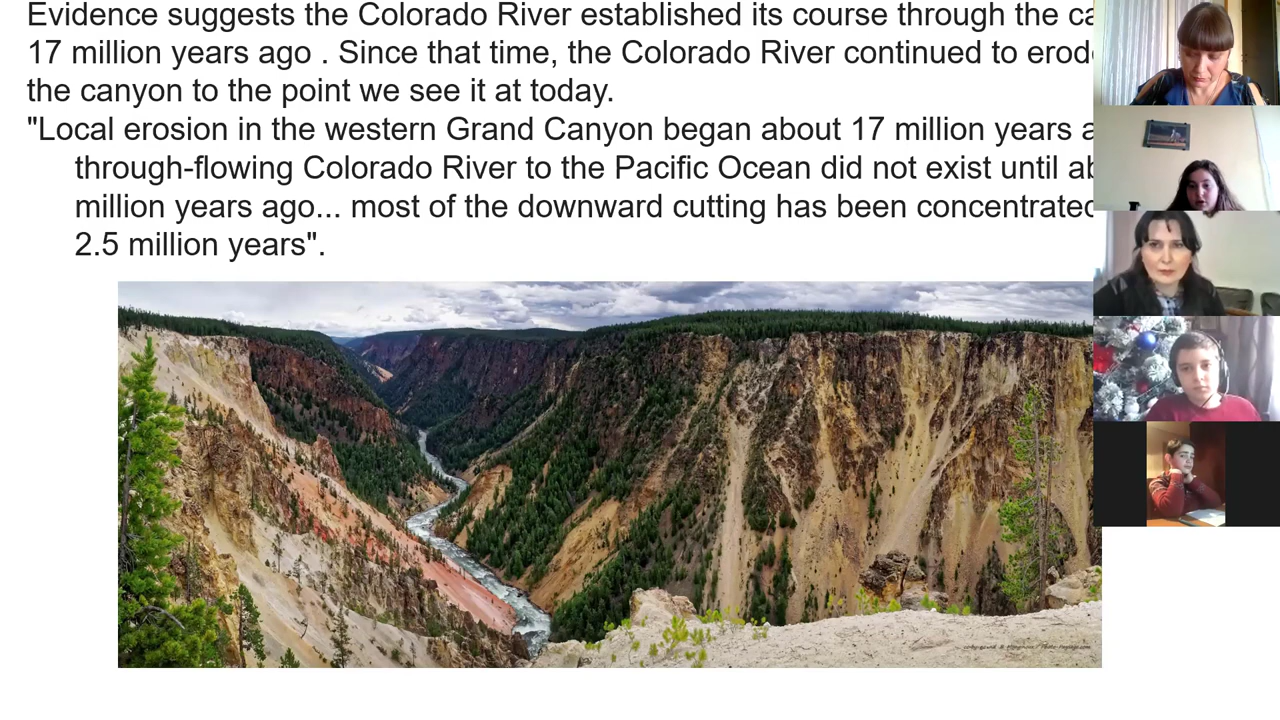 Evidence suggests the Colorado River established its course through the
17 million years ago . Since that time, the Colorado River continued to
the canyon to the point we see it at today.
"Local erosion in the western Grand Canyon began about 17 million years
through-flowing Colorado River to the Pacific Ocean did not exist until
million years ago... most of the downward cutting has been concentrated
2.5 million years".